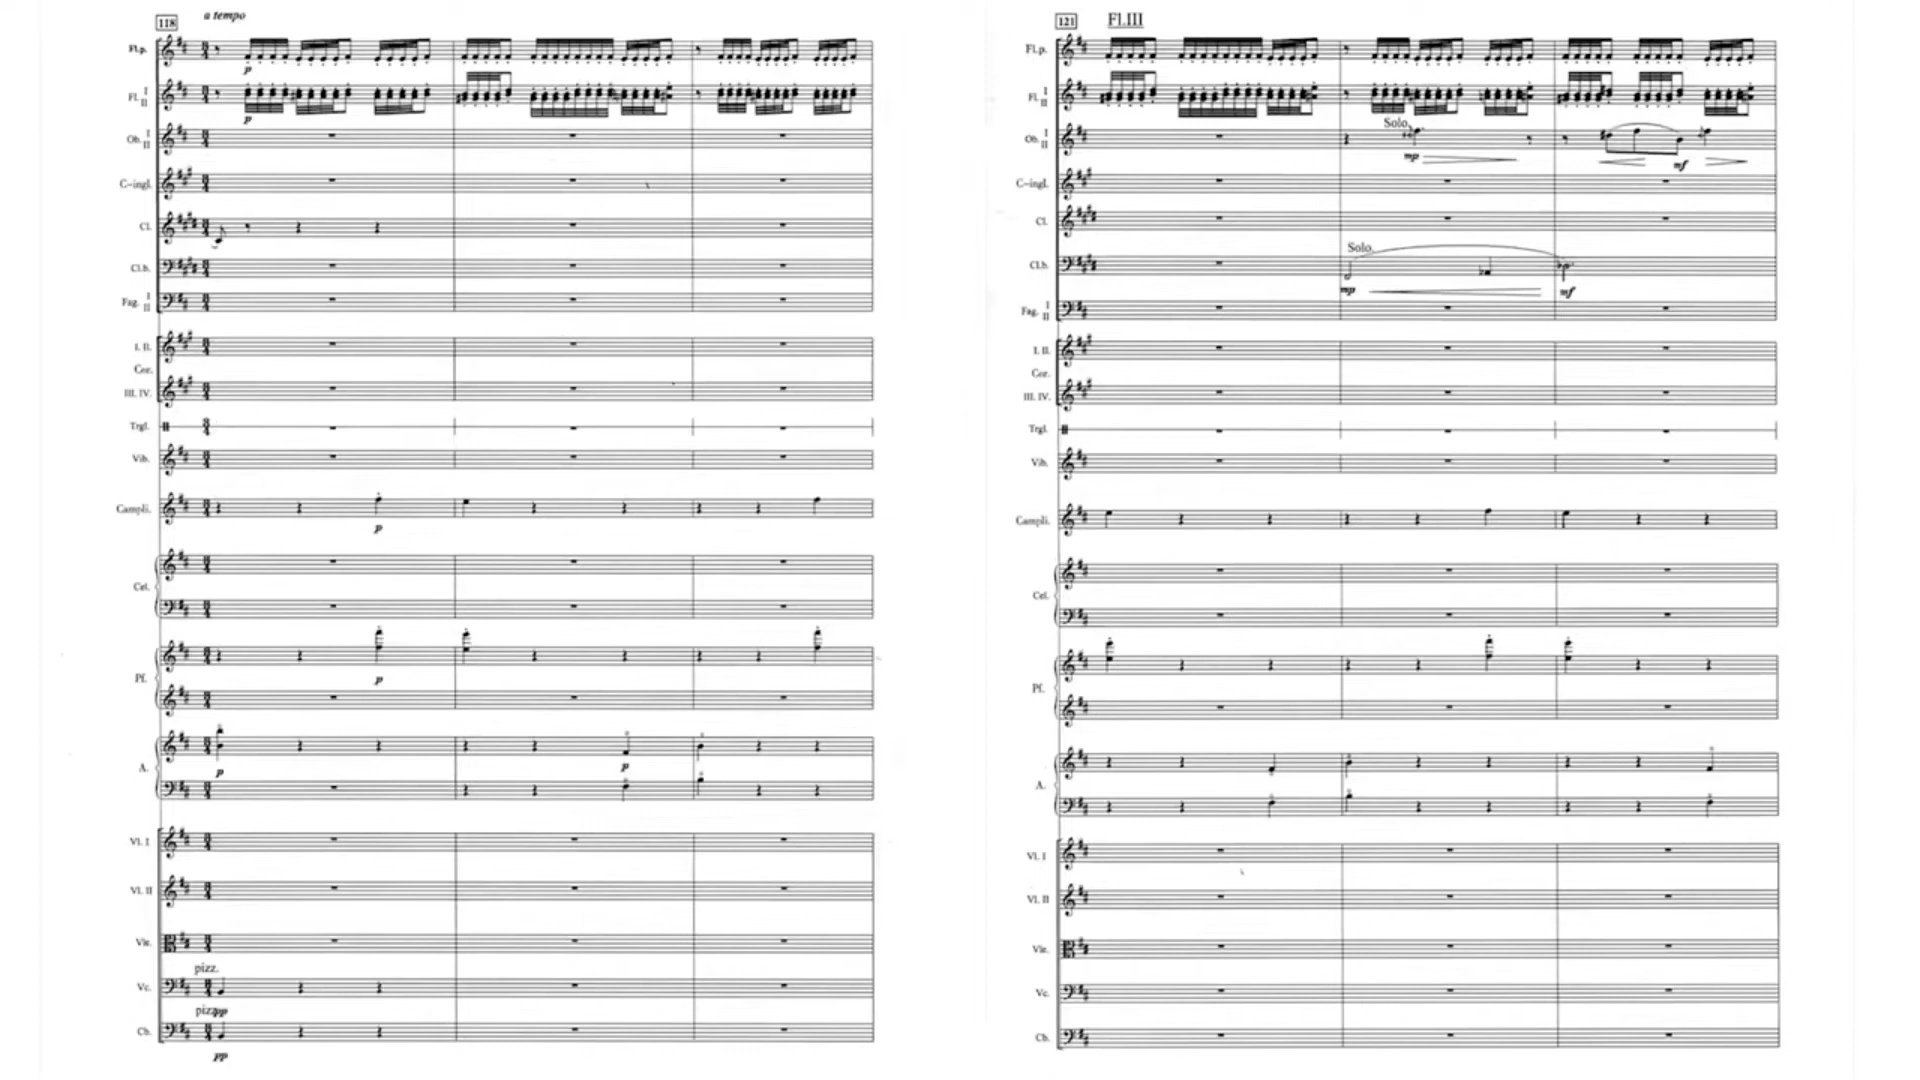 118 a tempo
Fl.p.
p
Fl. I II
p
Ob. I II
C-ingl.
Cl.
Cl.b.
Fag. I II
I. II.
Cor.
III. IV.
Trgl.
Vib.
Campli.
p
Cel.
Pf.
p
A.
p p
Vl. I
Vl. II
Vle.
pizz.
Vc.
pizz. pp
Cb.
pp
121 Fl.III
Fl.p.
Fl. I II
Solo
Ob. I II
mp mf
C-ingl.
Cl.
Solo
Cl.b.
mp mf
Fag. I II
I. II.
Cor.
III. IV.
Trgl.
Vib.
Campli.
Cel.
Pf.
A.
Vl. I
Vl. II
Vle.
Vc.
Cb.